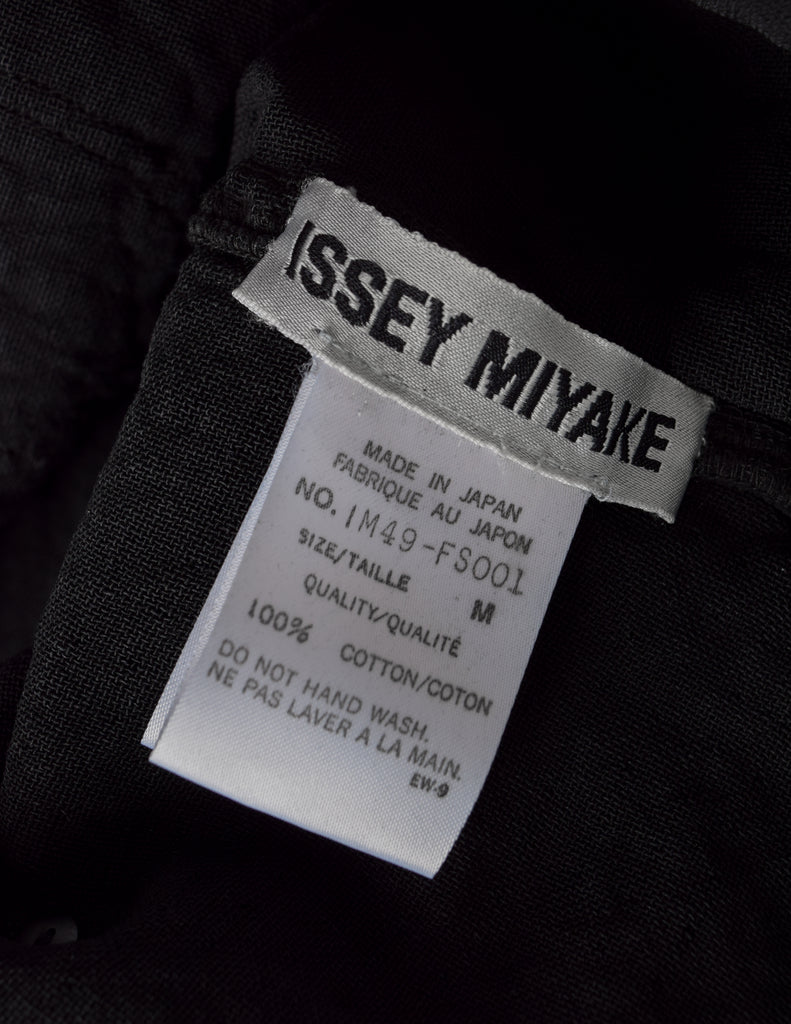 ISSEY MIYAKE
MADE IN JAPAN
FABRIQUE AU JAPON
NO. IM49-FS001
SIZE/TAILLE M
QUALITY/QUALITÉ
100% COTTON/COTON
DO NOT HAND WASH.
NE PAS LAVER A LA MAIN.
EW-9